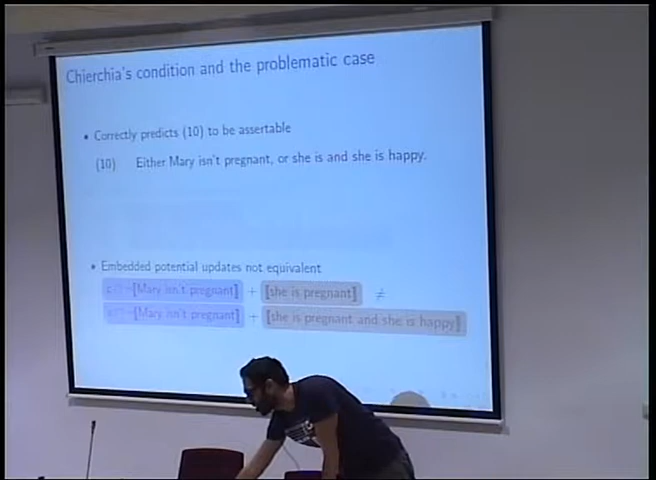 Chierchia's condition and the problematic case
• Correctly predicts (10) to be assertable
(10) Either Mary isn't pregnant, or she is and she is happy.
• Embedded potential updates not equivalent
[Mary isn't pregnant] + [she is pregnant] ≠
[Mary isn't pregnant] + [she is pregnant and she is happy]